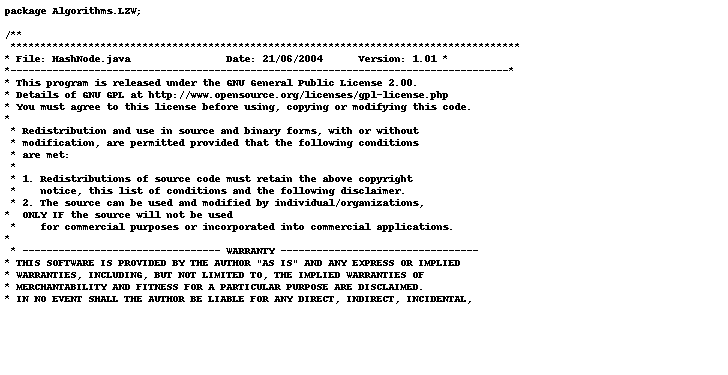 package Algorithms.LZW;

/**
 *************************************************************************************
* File: HashNode.java                Date: 21/06/2004      Version: 1.01 *
*-----------------------------------------------------------------------------------*
* This program is released under the GNU General Public License 2.00.
* Details of GNU GPL at http://www.opensource.org/licenses/gpl-license.php
* You must agree to this license before using, copying or modifying this code.
*
 * Redistribution and use in source and binary forms, with or without
 * modification, are permitted provided that the following conditions
 * are met:
 *
 * 1. Redistributions of source code must retain the above copyright
 *    notice, this list of conditions and the following disclaimer.
 * 2. The source can be used and modified by individual/organizations,
*  ONLY IF the source will not be used
 *    for commercial purposes or incorporated into commercial applications.
*
 * --------------------------------- WARRANTY ---------------------------------
* THIS SOFTWARE IS PROVIDED BY THE AUTHOR "AS IS" AND ANY EXPRESS OR IMPLIED
* WARRANTIES, INCLUDING, BUT NOT LIMITED TO, THE IMPLIED WARRANTIES OF
* MERCHANTABILITY AND FITNESS FOR A PARTICULAR PURPOSE ARE DISCLAIMED.
* IN NO EVENT SHALL THE AUTHOR BE LIABLE FOR ANY DIRECT, INDIRECT, INCIDENTAL,